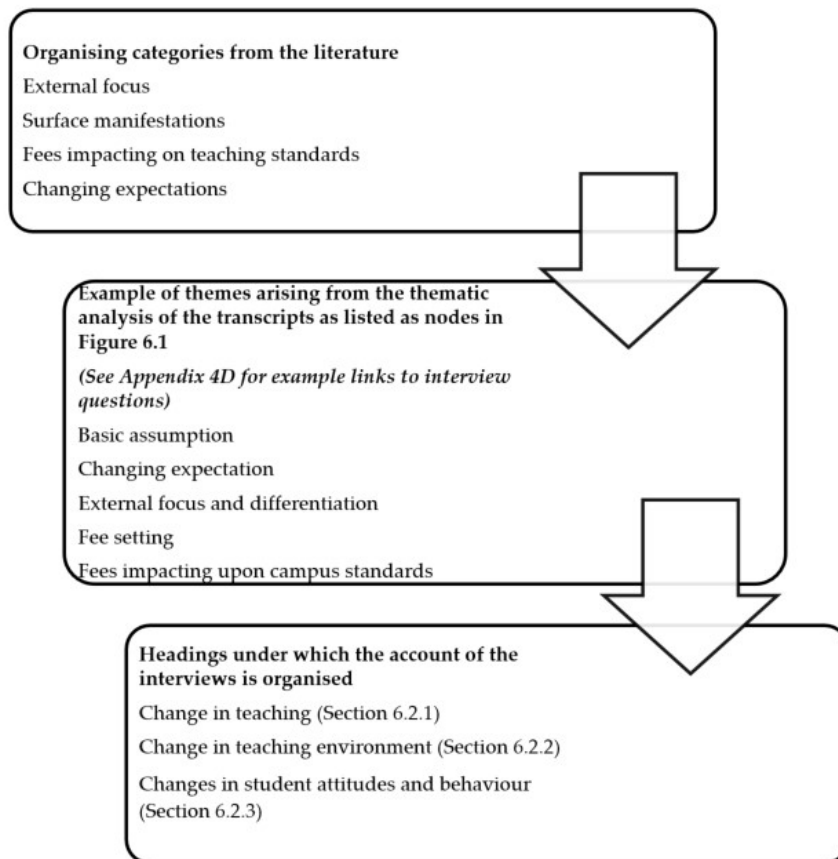 Organising categories from the literature
External focus
Surface manifestations
Fees impacting on teaching standards
Changing expectations
Example of themes arising from the thematic
analysis of the transcripts as listed as nodes in
Figure 6.1
(See Appendix 4D for example links to interview
questions)
Basic assumption
Changing expectation
External focus and differentiation
Fee setting
Fees impacting upon campus standards
Headings under which the account of the
interviews is organised
Change in teaching (Section 6.2.1)
Change in teaching environment (Section 6.2.2)
Changes in student attitudes and behaviour
(Section 6.2.3)